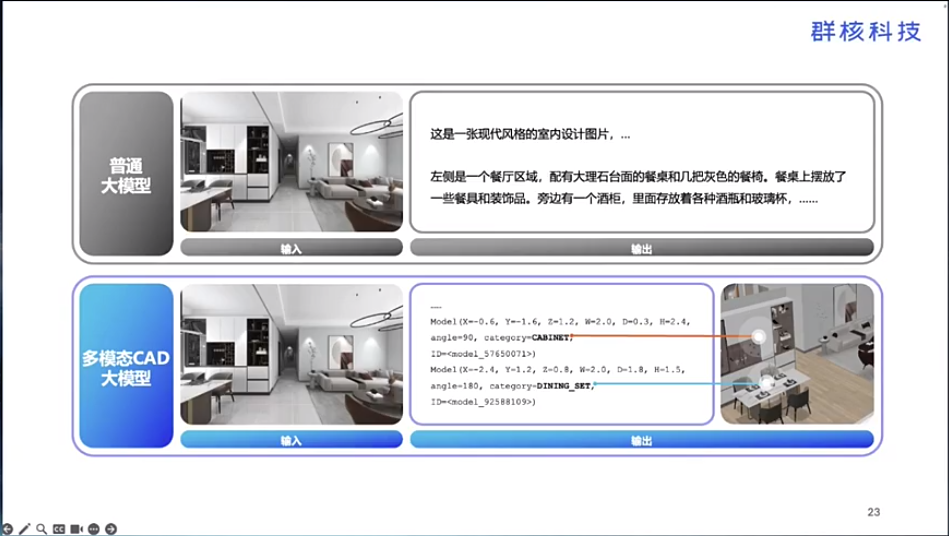 群核科技
普通
大模型
这是一张现代风格的室内设计图片，...
左侧是一个餐厅区域，配有大理石台面的餐桌和几把灰色的餐椅。餐桌上摆放了
一些餐具和装饰品。旁边有一个酒柜，里面存放着各种酒瓶和玻璃杯，......
输入
输出
多模态CAD
大模型
……
Model(X=-0.6, Y=-1.6, Z=1.2, W=2.0, D=0.3, H=2.4,
angle=90, category=CABINET,
ID=<model_57650071>)
Model(X=-2.4, Y=1.2, Z=0.8, W=2.0, D=1.8, H=1.5,
angle=180, category=DINING_SET,
ID=<model_92588109>)
输入
输出
23
CC